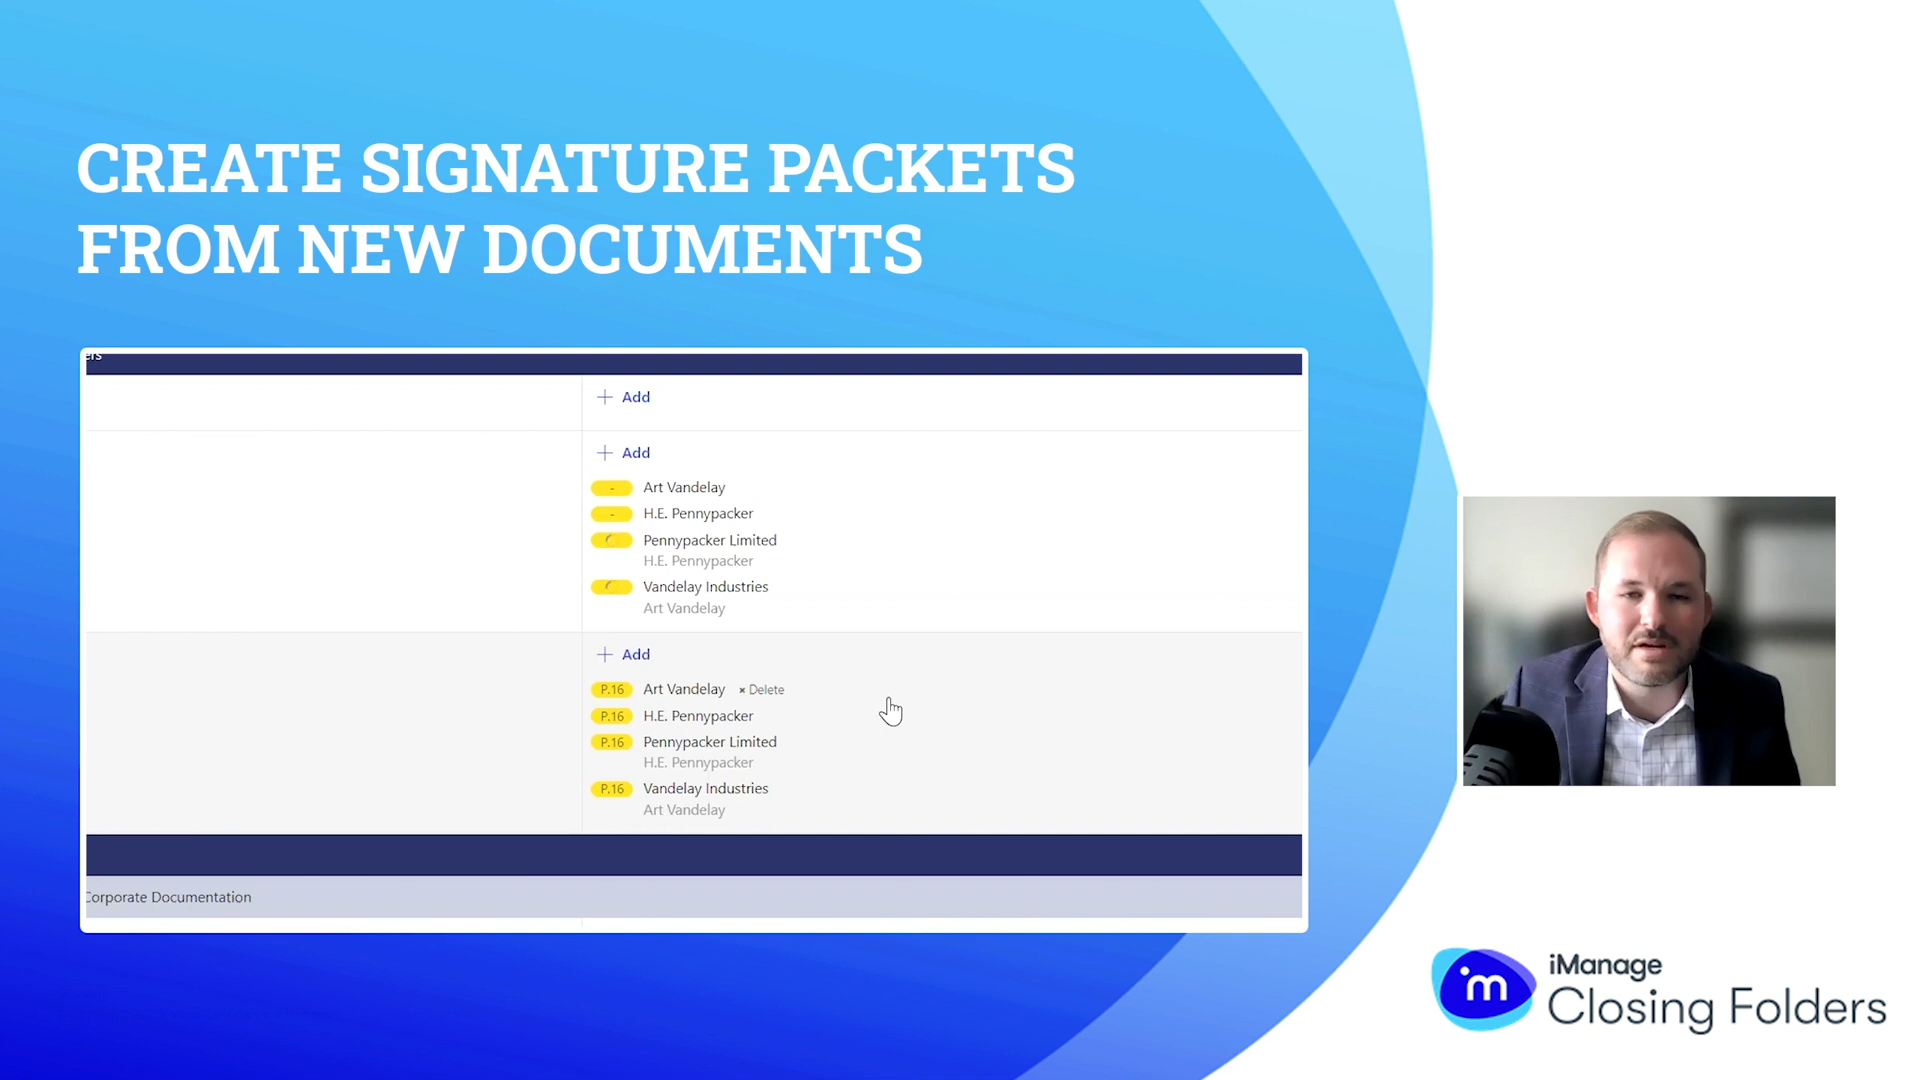 CREATE SIGNATURE PACKETS
FROM NEW DOCUMENTS
ers
+ Add
+ Add
- Art Vandelay
- H.E. Pennypacker
Pennypacker Limited
H.E. Pennypacker
Vandelay Industries
Art Vandelay
+ Add
P.16 Art Vandelay × Delete
P.16 H.E. Pennypacker
P.16 Pennypacker Limited
H.E. Pennypacker
P.16 Vandelay Industries
Art Vandelay
Corporate Documentation
im
iManage
Closing Folders